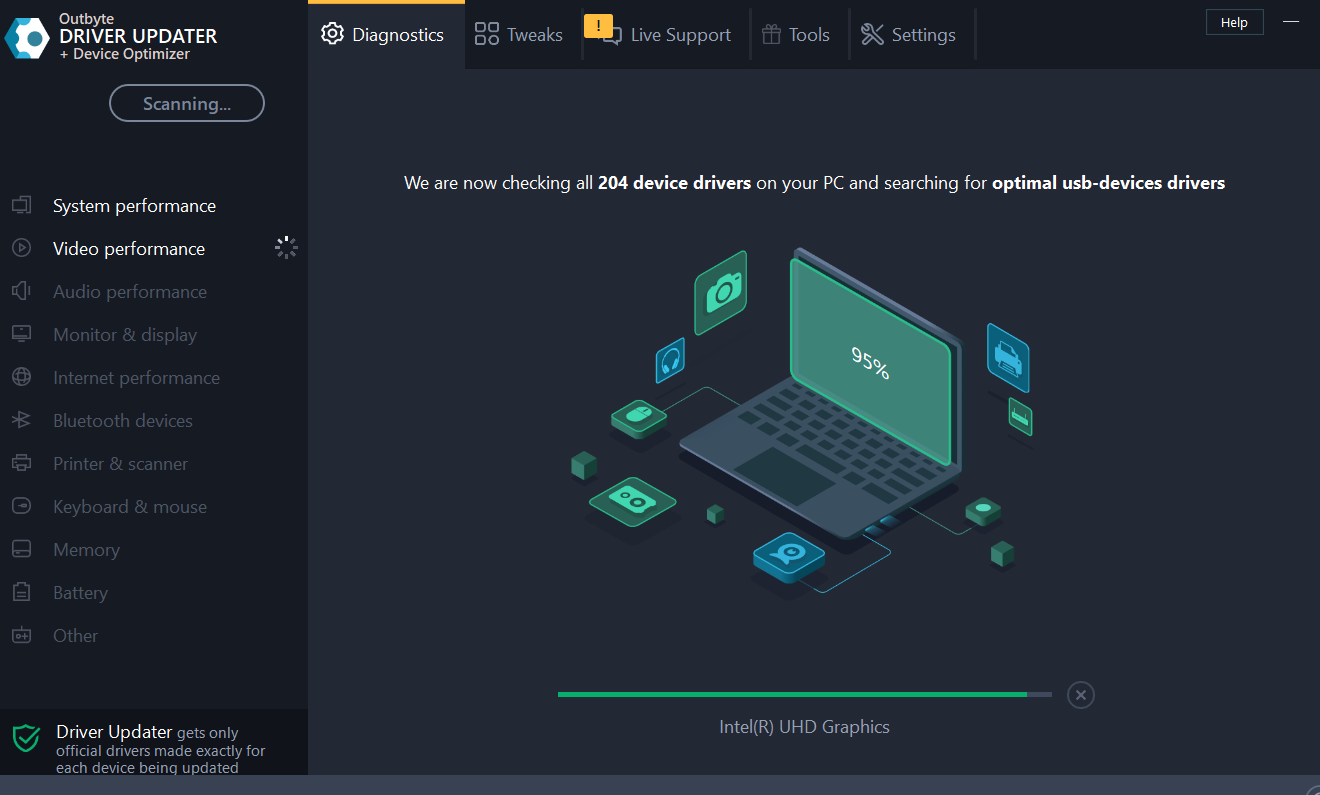 Outbyte
DRIVER UPDATER
+ Device Optimizer
Scanning...
Diagnostics
Tweaks
!
Live Support
Tools
Settings
Help
System performance
Video performance
Audio performance
Monitor & display
Internet performance
Bluetooth devices
Printer & scanner
Keyboard & mouse
Memory
Battery
Other
Driver Updater gets only
official drivers made exactly for
each device being updated
We are now checking all 204 device drivers on your PC and searching for optimal usb-devices drivers
95%
Intel(R) UHD Graphics